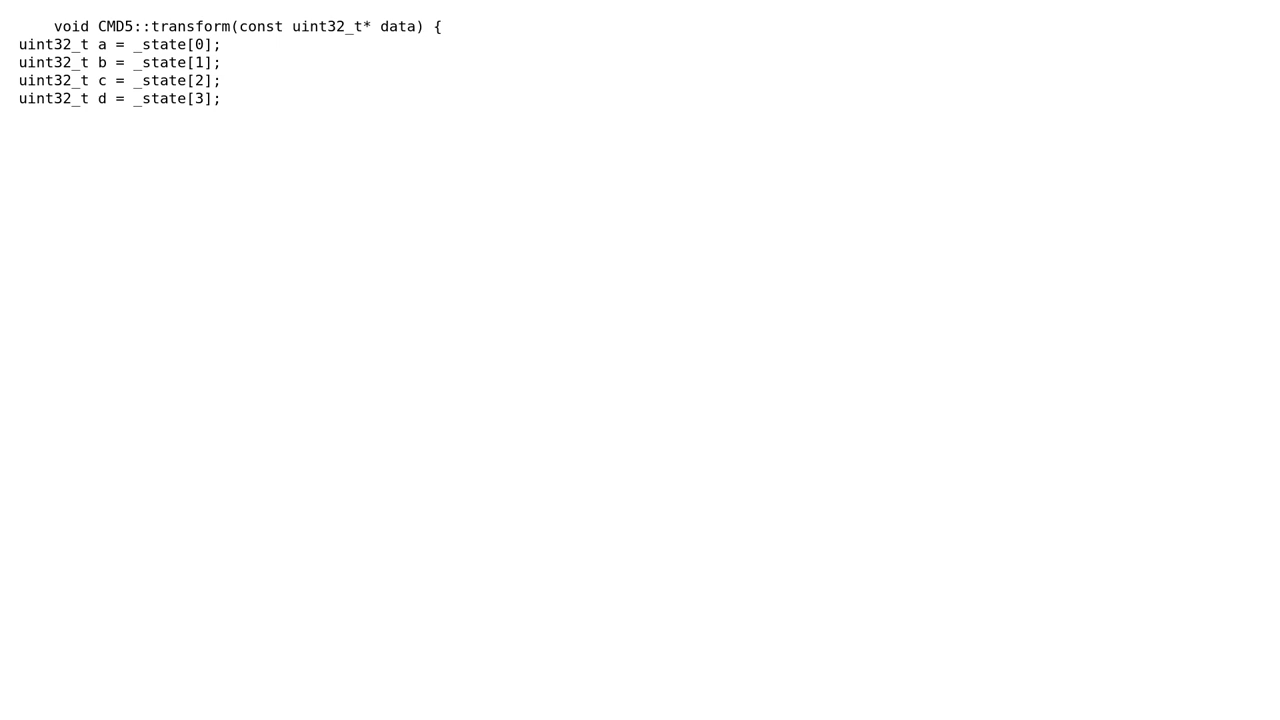 void CMD5::transform(const uint32_t* data) {
uint32_t a = _state[0];
uint32_t b = _state[1];
uint32_t c = _state[2];
uint32_t d = _state[3];